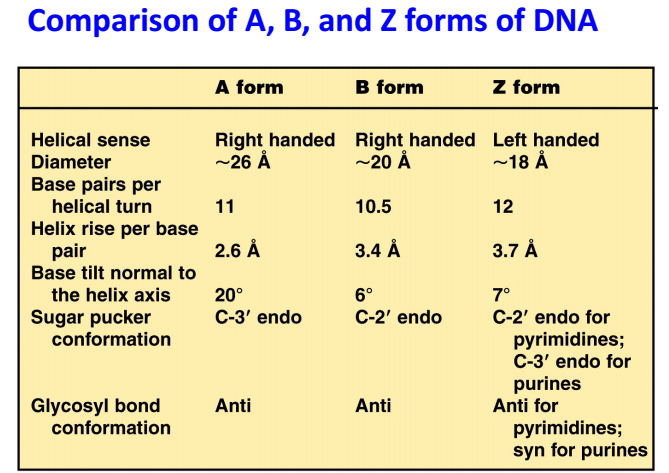 Comparison of A, B, and Z forms of DNA
A form B form Z form
Helical sense Right handed Right handed Left handed
Diameter ~26 Å ~20 Å ~18 Å
Base pairs per
helical turn 11 10.5 12
Helix rise per base
pair 2.6 Å 3.4 Å 3.7 Å
Base tilt normal to
the helix axis 20° 6° 7°
Sugar pucker C-3′ endo C-2′ endo C-2′ endo for
conformation pyrimidines;
C-3′ endo for
purines
Glycosyl bond Anti Anti Anti for
conformation pyrimidines;
syn for purines